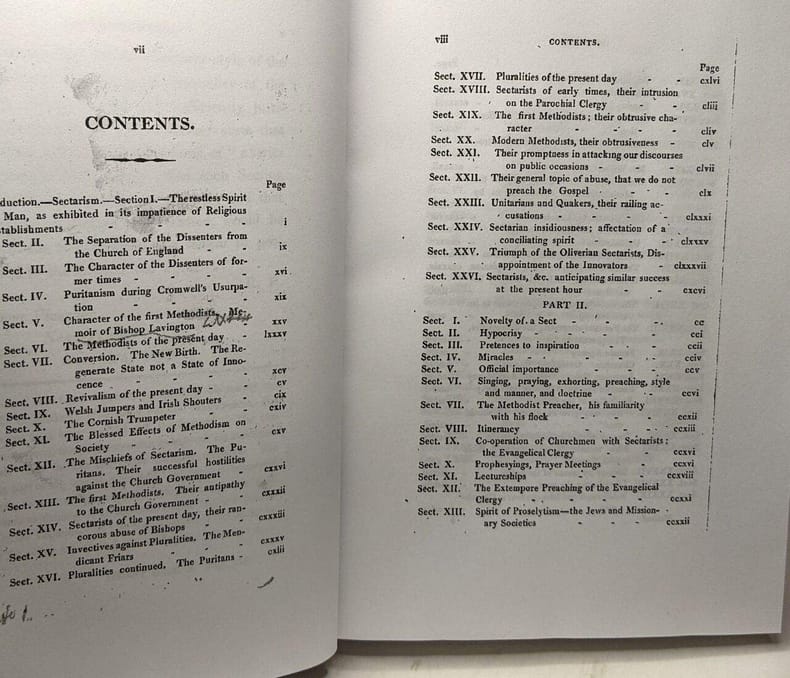 vii
CONTENTS.
Page
duction.—Sectarism.—Section I.—The restless Spirit
Man, as exhibited in its impatience of Religious
tablishments - - - - - i
Sect. II. The Separation of the Dissenters from
the Church of England - - - ix
Sect. III. The Character of the Dissenters of for-
mer times - - - - xvi
Sect. IV. Puritanism during Cromwell's Usurpa-
tion - - - - xix
Sect. V. Character of the first Methodists. Me-
moir of Bishop Lavington xxv
Sect. VI. The Methodists of the present day - lxxxv
Sect. VII. Conversion. The New Birth. The Re-
generate State not a State of Inno-
cence - - - - xcv
Sect. VIII. Revivalism of the present day - - cv
Sect. IX. Welsh Jumpers and Irish Shouters - cix
Sect. X. The Cornish Trumpeter - - cxiv
Sect. XI. The Blessed Effects of Methodism on
Society - - - - cxv
Sect. XII. The Mischiefs of Sectarism. The Pu-
ritans. Their successful hostilities
against the Church Government - cxxvi
Sect. XIII. The first Methodists. Their antipathy
to the Church Government - - cxxxii
Sect. XIV. Sectarists of the present day, their ran-
corous abuse of Bishops - - cxxxiii
Sect. XV. Invectives against Pluralities. The Men-
dicant Friars - - - cxxxv
Sect. XVI. Pluralities continued. The Puritans - cxlii
viii
CONTENTS.
Page
Sect. XVII. Pluralities of the present day - - cxlvi
Sect. XVIII. Sectarists of early times, their intrusion
on the Parochial Clergy - - cliii
Sect. XIX. The first Methodists; their obtrusive cha-
racter - - - - cliv
Sect. XX. Modern Methodists, their obtrusiveness - clv
Sect. XXI. Their promptness in attacking our discourses
on public occasions - - - clvii
Sect. XXII. Their general topic of abuse, that we do not
preach the Gospel - - - clx
Sect. XXIII. Unitarians and Quakers, their railing ac-
cusations - - - - clxxxi
Sect. XXIV. Sectarian insidiousness; affectation of a
conciliating spirit - - - clxxxv
Sect. XXV. Triumph of the Oliverian Sectarists, Dis-
appointment of the Innovators - clxxxvii
Sect. XXVI. Sectarists, &c. anticipating similar success
at the present hour - - cxcvi
PART II.
Sect. I. Novelty of a Sect - - - cc
Sect. II. Hypocrisy - - - - cci
Sect. III. Pretences to inspiration - - ccii
Sect. IV. Miracles - - - - cciv
Sect. V. Official importance - - - ccv
Sect. VI. Singing, praying, exhorting, preaching, style
and manner, and doctrine - - ccvi
Sect. VII. The Methodist Preacher, his familiarity
with his flock - - - ccxii
Sect. VIII. Itinerancy - - - - ccxiii
Sect. IX. Co-operation of Churchmen with Sectarists:
the Evangelical Clergy - - - ccxvi
Sect. X. Prophesyings, Prayer Meetings - ccxvi
Sect. XI. Lectureships - - - ccxviii
Sect. XII. The Extempore Preaching of the Evangelical
Clergy - - - - ccxxi
Sect. XIII. Spirit of Proselytism—the Jews and Mission-
ary Societies - - - ccxxii